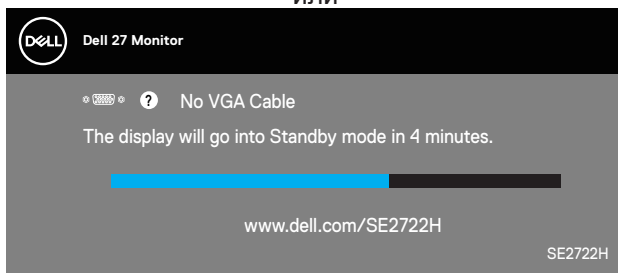 или
DELL Dell 27 Monitor
? No VGA Cable
The display will go into Standby mode in 4 minutes.
www.dell.com/SE2722H
SE2722H